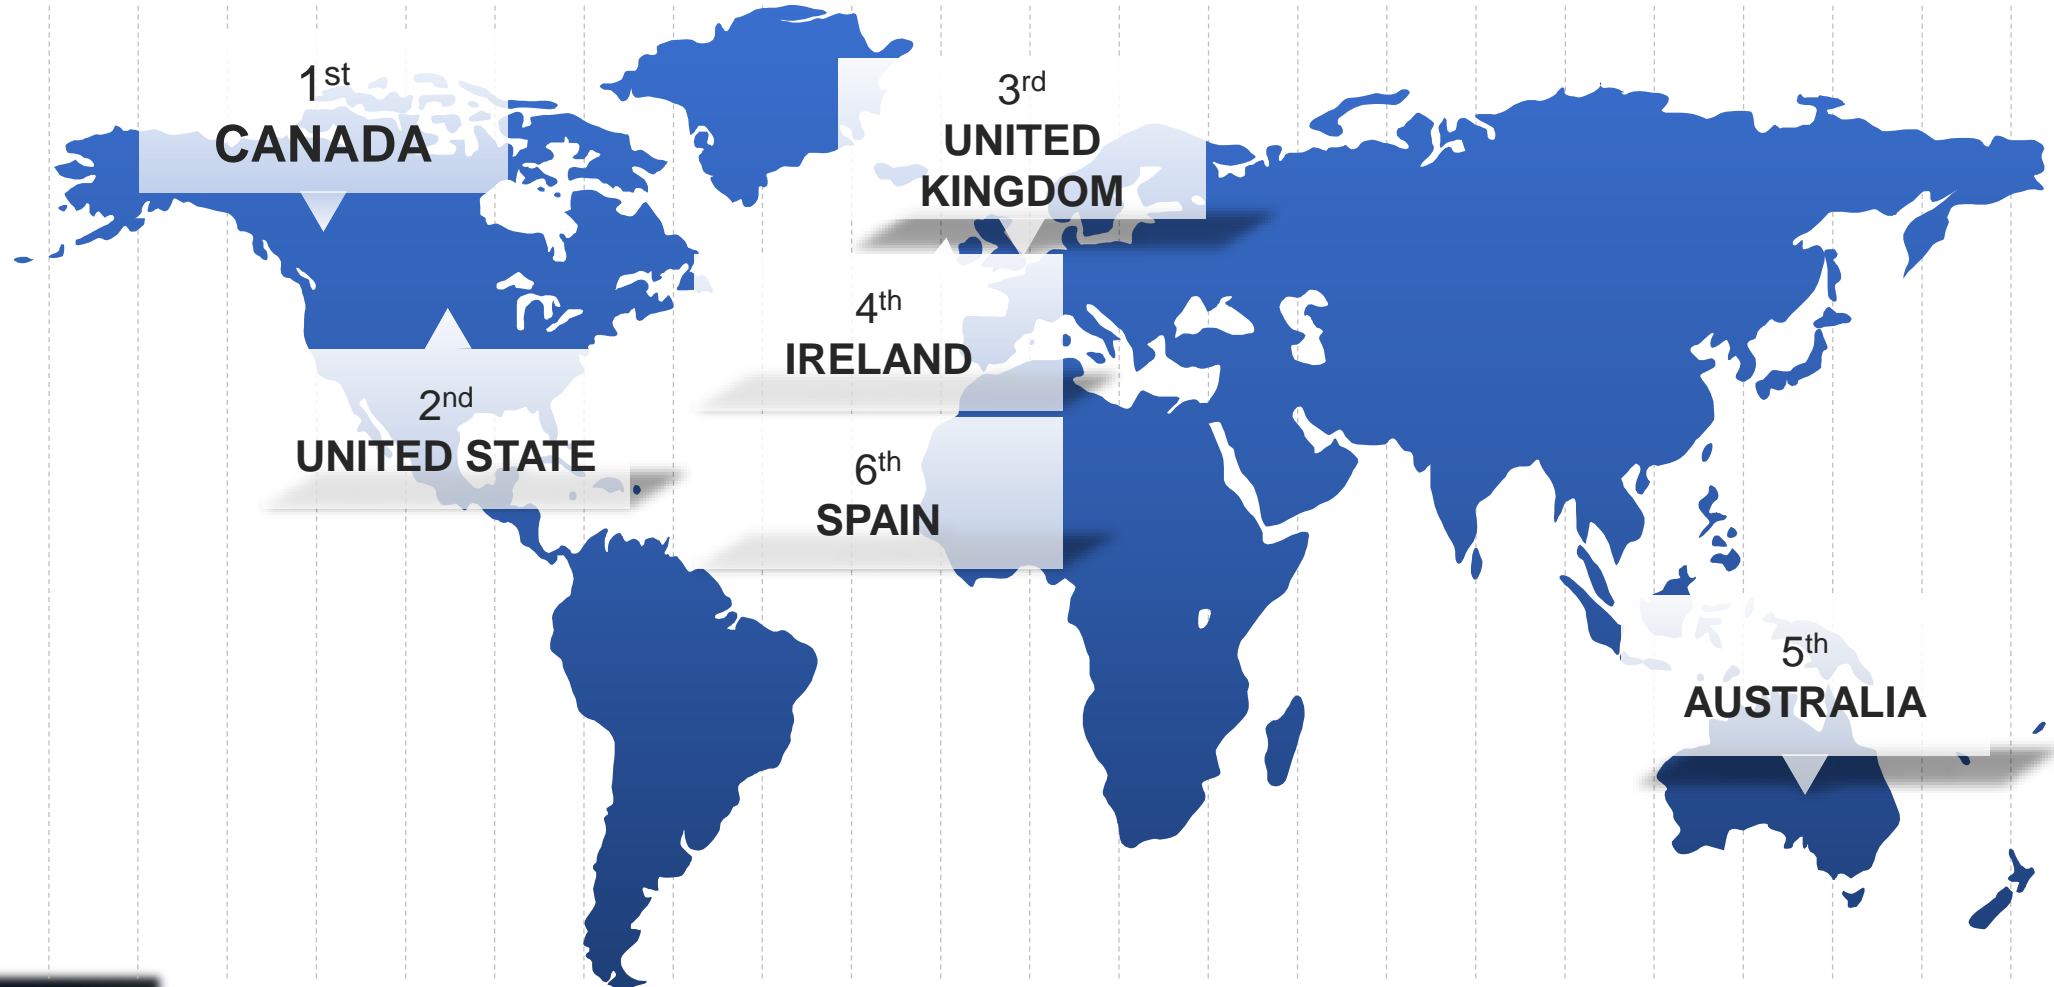 1st
CANADA
2nd
UNITED STATE
3rd
UNITED
KINGDOM
4th
IRELAND
6th
SPAIN
5th
AUSTRALIA